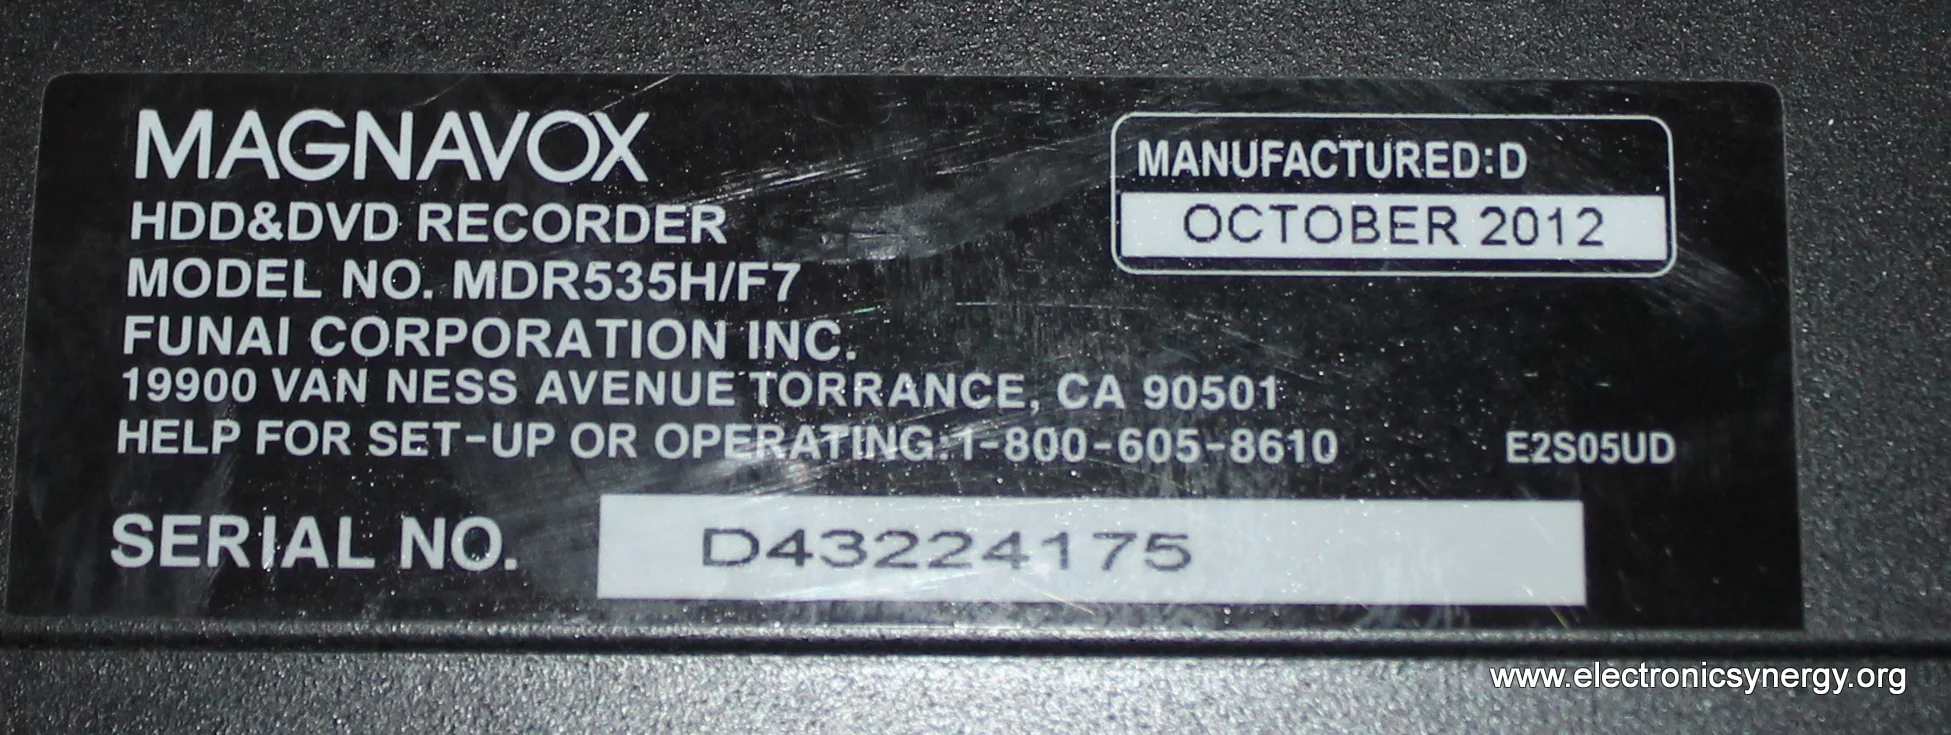 MAGNAVOX
HDD&DVD RECORDER
MODEL NO. MDR535H/F7
FUNAI CORPORATION INC.
19900 VAN NESS AVENUE TORRANCE, CA 90501
HELP FOR SET-UP OR OPERATING:1-800-605-8610
E2S05UD
MANUFACTURED:D
OCTOBER 2012
SERIAL NO. D43224175
www.electronicsynergy.org